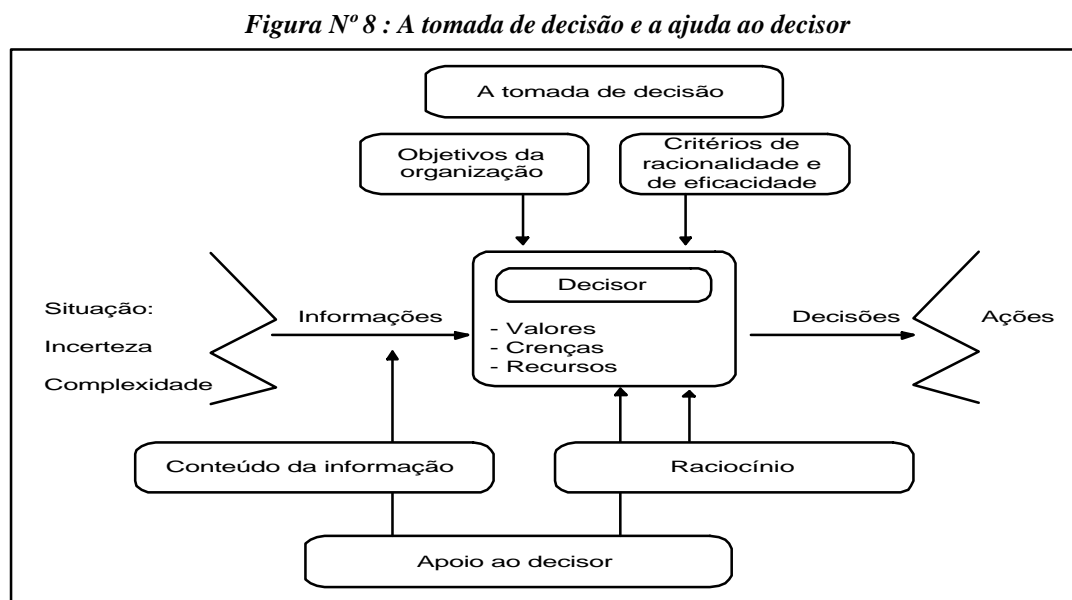 Figura Nº 8 : A tomada de decisão e a ajuda ao decisor
A tomada de decisão
Objetivos da
organização
Critérios de
racionalidade e
de eficacidade
Situação:
Incerteza
Complexidade
Informações
Decisor
- Valores
- Crenças
- Recursos
Decisões
Ações
Conteúdo da informação
Raciocínio
Apoio ao decisor